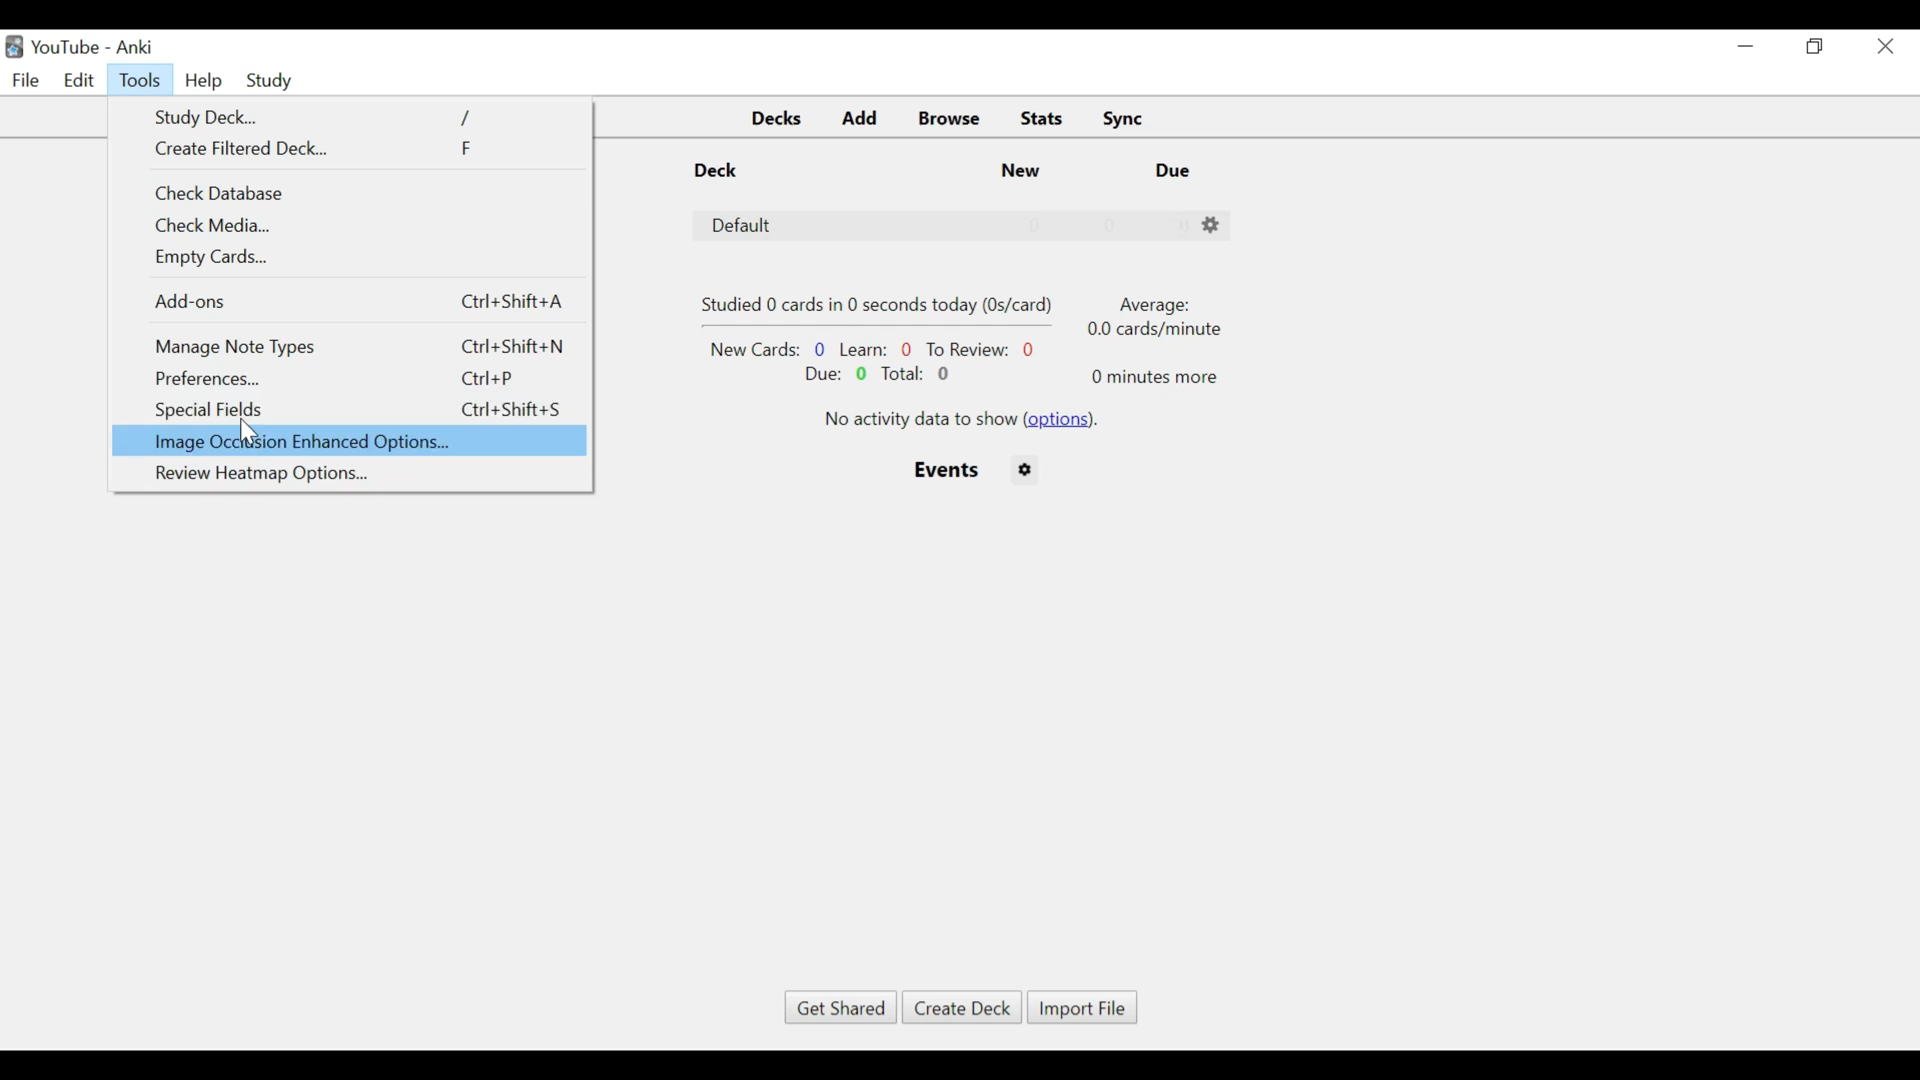 YouTube - Anki
File Edit Tools Help Study
Study Deck... /
Create Filtered Deck... F
Check Database
Check Media...
Empty Cards...
Add-ons Ctrl+Shift+A
Manage Note Types Ctrl+Shift+N
Preferences... Ctrl+P
Special Fields Ctrl+Shift+S
Image Occlusion Enhanced Options...
Review Heatmap Options...
Decks Add Browse Stats Sync
Deck New Due
Default 0 0 0
Studied 0 cards in 0 seconds today (0s/card)
New Cards: 0 Learn: 0 To Review: 0
Due: 0 Total: 0
Average:
0.0 cards/minute
0 minutes more
No activity data to show (options).
Events
Get Shared Create Deck Import File